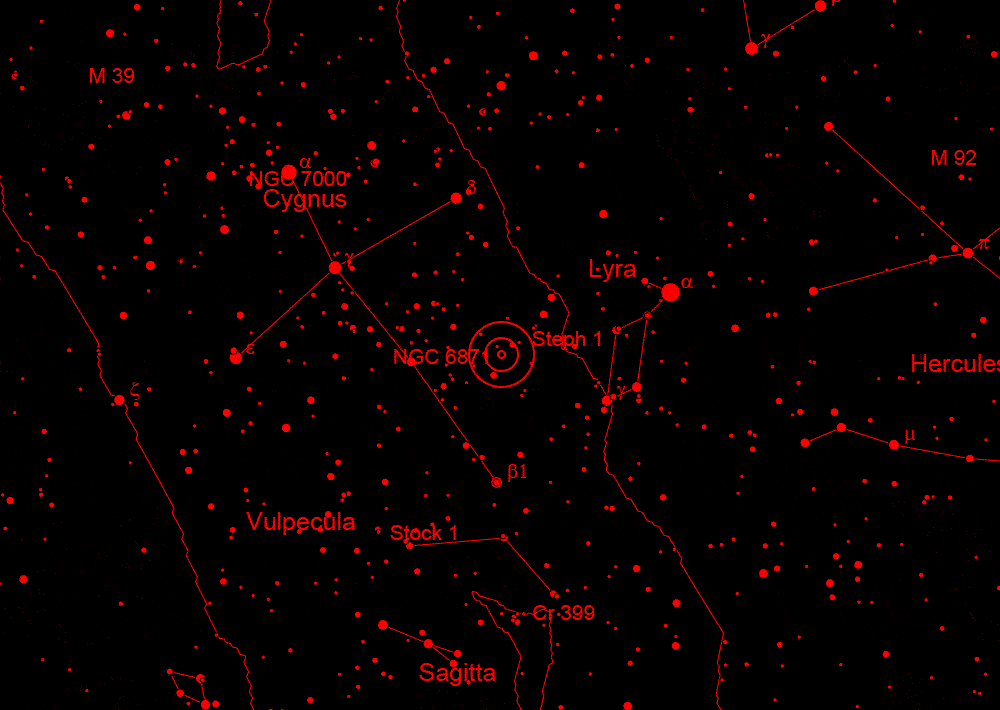 γ
M 39
M 92
α
NGC 7000
Cygnus
δ
γ
π
Lyra
α
Steph 1
ε
NGC 6871
Hercules
ζ
γ
μ
β1
Vulpecula
Stock 1
Cr 399
Sagitta